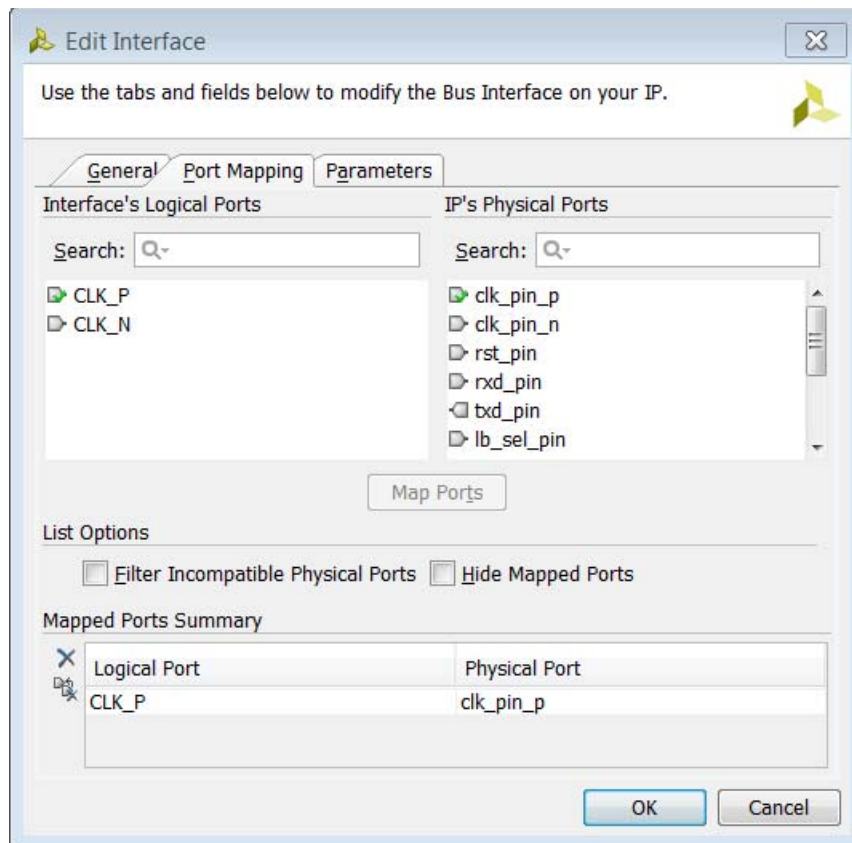 Edit Interface
Use the tabs and fields below to modify the Bus Interface on your IP.
General Port Mapping Parameters
Interface's Logical Ports IP's Physical Ports
Search: Search:
CLK_P clk_pin_p
CLK_N clk_pin_n
rst_pin
rxd_pin
txd_pin
lb_sel_pin
Map Ports
List Options
Filter Incompatible Physical Ports Hide Mapped Ports
Mapped Ports Summary
Logical Port Physical Port
CLK_P clk_pin_p
OK Cancel